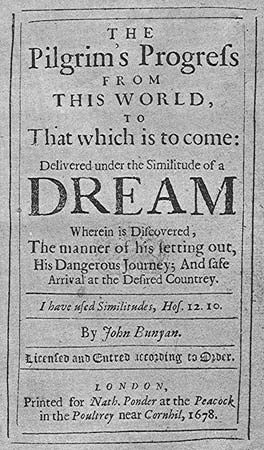 THE
Pilgrim's Progreſs
FROM
THIS WORLD,
TO
That which is to come:
Delivered under the Similitude of a
DREAM
Wherein is Diſcovered,
The manner of his ſetting out,
His Dangerous Journey; And ſafe
Arrival at the Deſired Countrey.
I have uſed Similitudes, Hoſ. 12. 10.
By John Bunyan.
Licenſed and Entred according to Order.
LONDON,
Printed for Nath. Ponder at the Peacock
in the Poultrey near Cornhil, 1678.